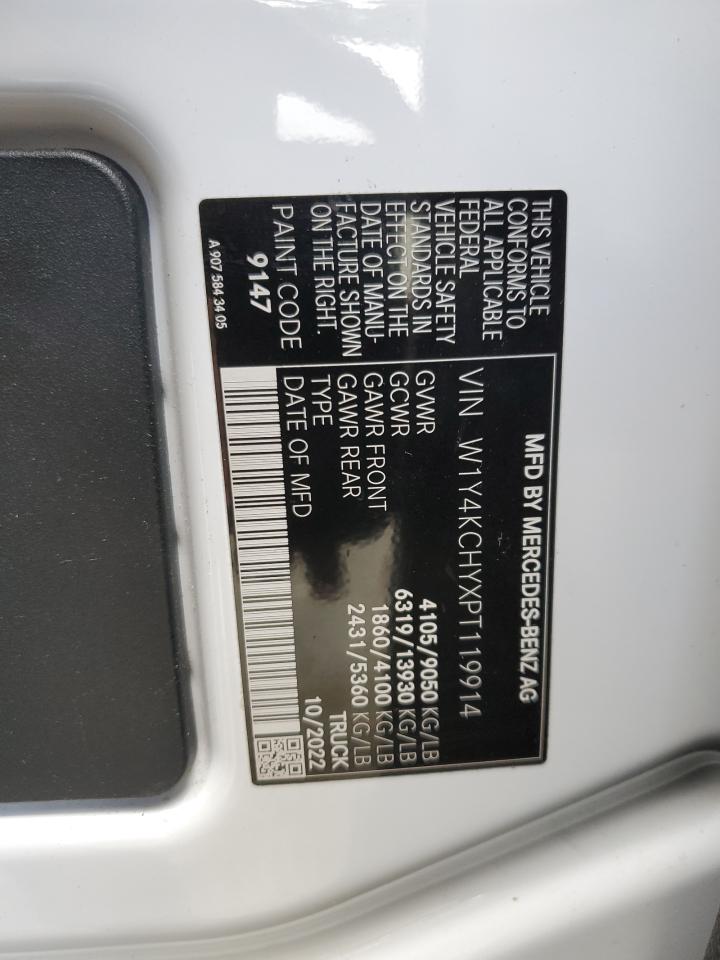 MFD BY MERCEDES-BENZ AG
VIN W1Y4KCHYXPT119914
THIS VEHICLE
CONFORMS TO
ALL APPLICABLE
FEDERAL
VEHICLE SAFETY
STANDARDS IN
EFFECT ON THE
DATE OF MANU-
FACTURE SHOWN
ON THE RIGHT.
PAINT CODE
9147
GVWR 4105/9050 KG/LB
GCWR 6319/13930 KG/LB
GAWR FRONT 1860/4100 KG/LB
GAWR REAR 2431/5360 KG/LB
TYPE TRUCK
DATE OF MFD 10/2022
A 907 584 34 05